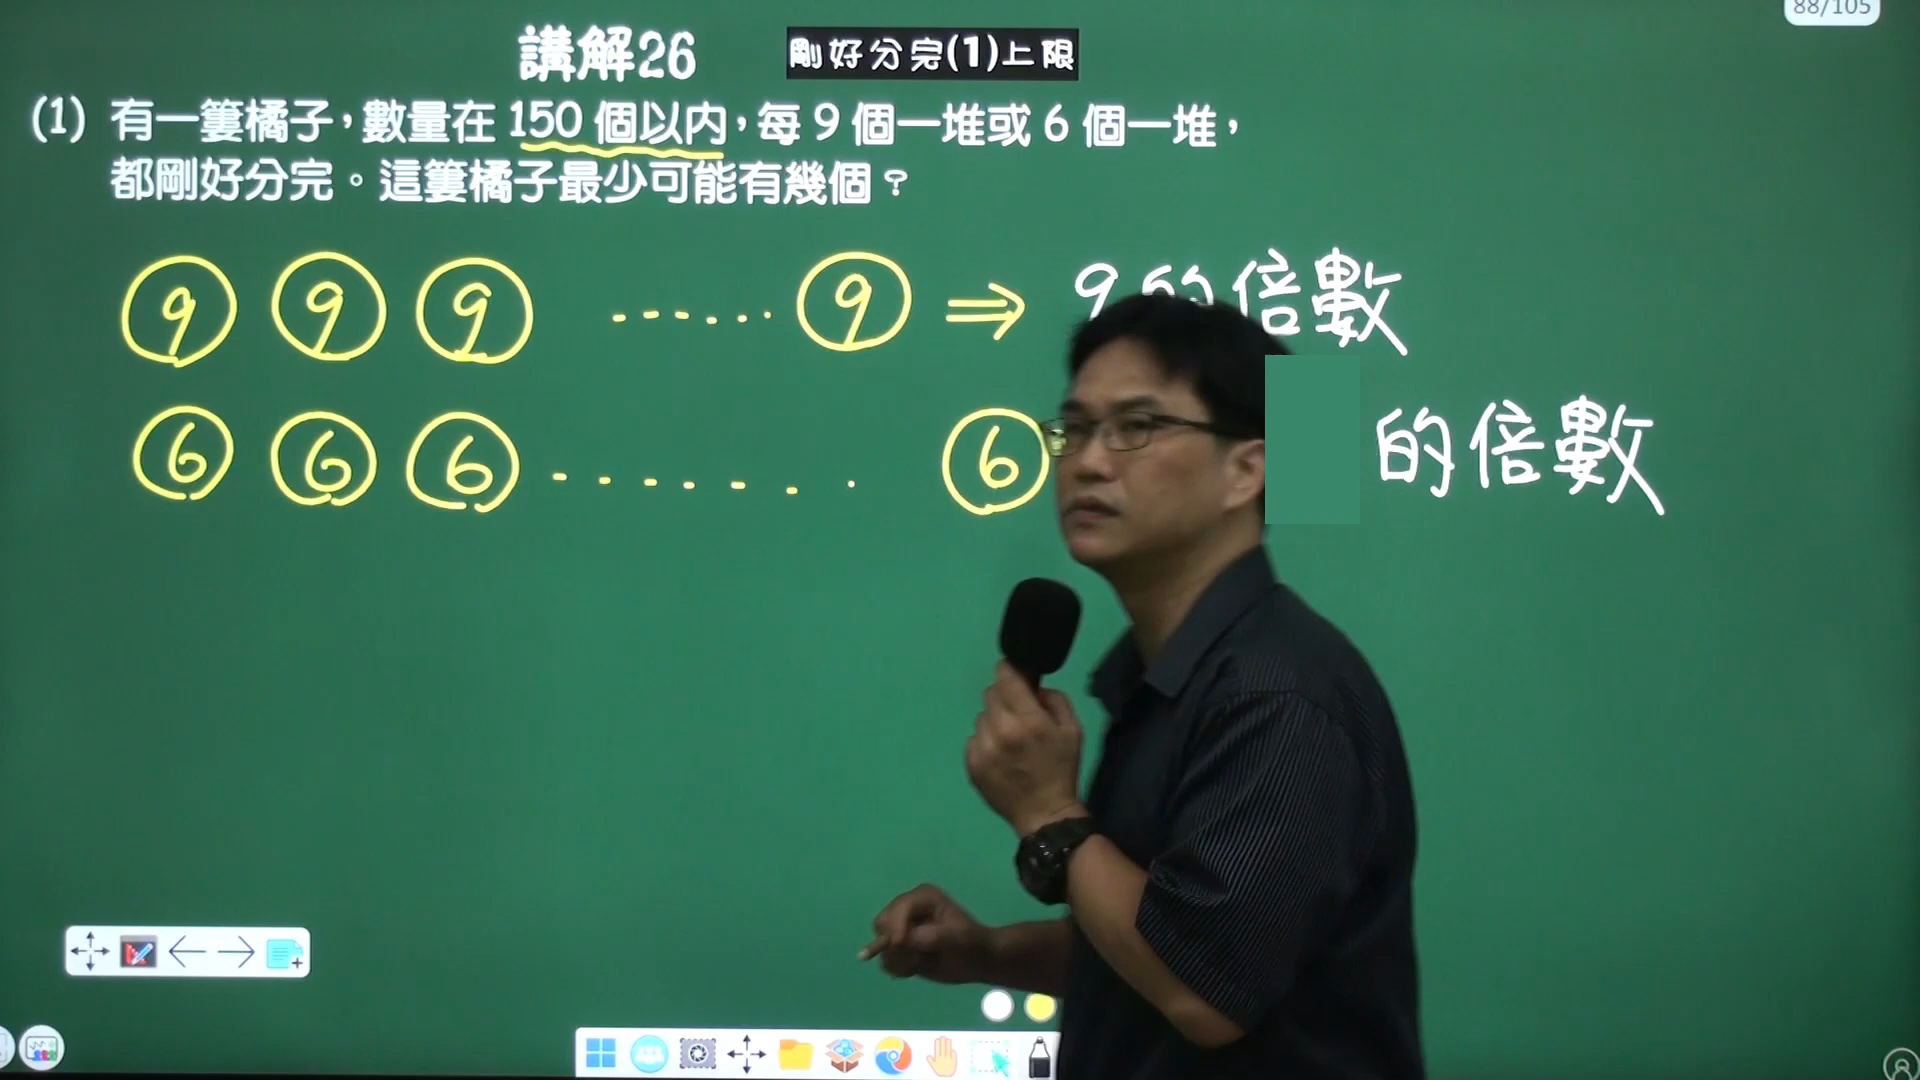 88/105
講解26
剛好分完(1)上限
(1) 有一簍橘子,數量在 150 個以內,每 9 個一堆或 6 個一堆,
都剛好分完。這簍橘子最少可能有幾個?
9 9 9 ------· 9 ⇒ 9 的倍數
6 6 6 ------· 6 的倍數